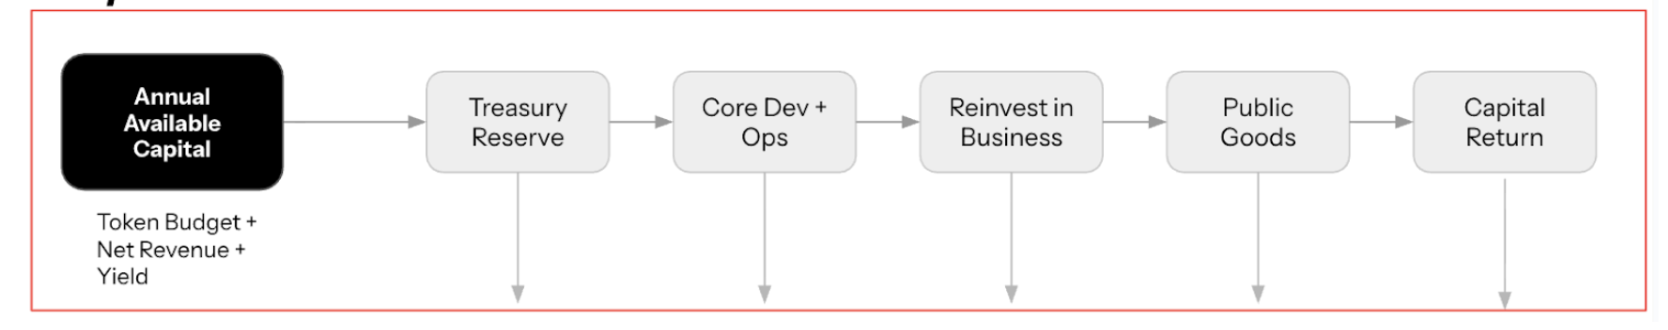 Annual
Available
Capital
Token Budget +
Net Revenue +
Yield
Treasury
Reserve
Core Dev +
Ops
Reinvest in
Business
Public
Goods
Capital
Return